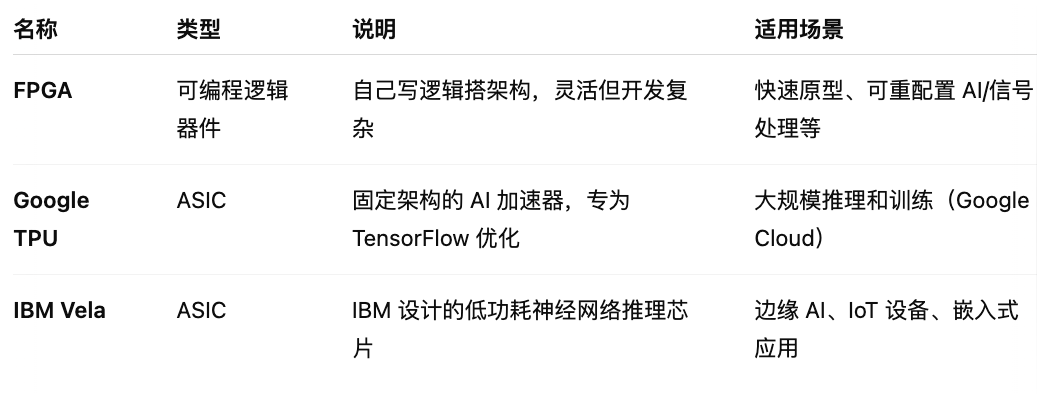 名称 类型 说明 适用场景
FPGA 可编程逻辑 自己写逻辑搭架构，灵活但开发复 快速原型、可重配置 AI/信号
器件 杂 处理等
Google ASIC 固定架构的 AI 加速器，专为 大规模推理和训练（Google
TPU TensorFlow 优化 Cloud）
IBM Vela ASIC IBM 设计的低功耗神经网络推理芯 边缘 AI、IoT 设备、嵌入式
片 应用